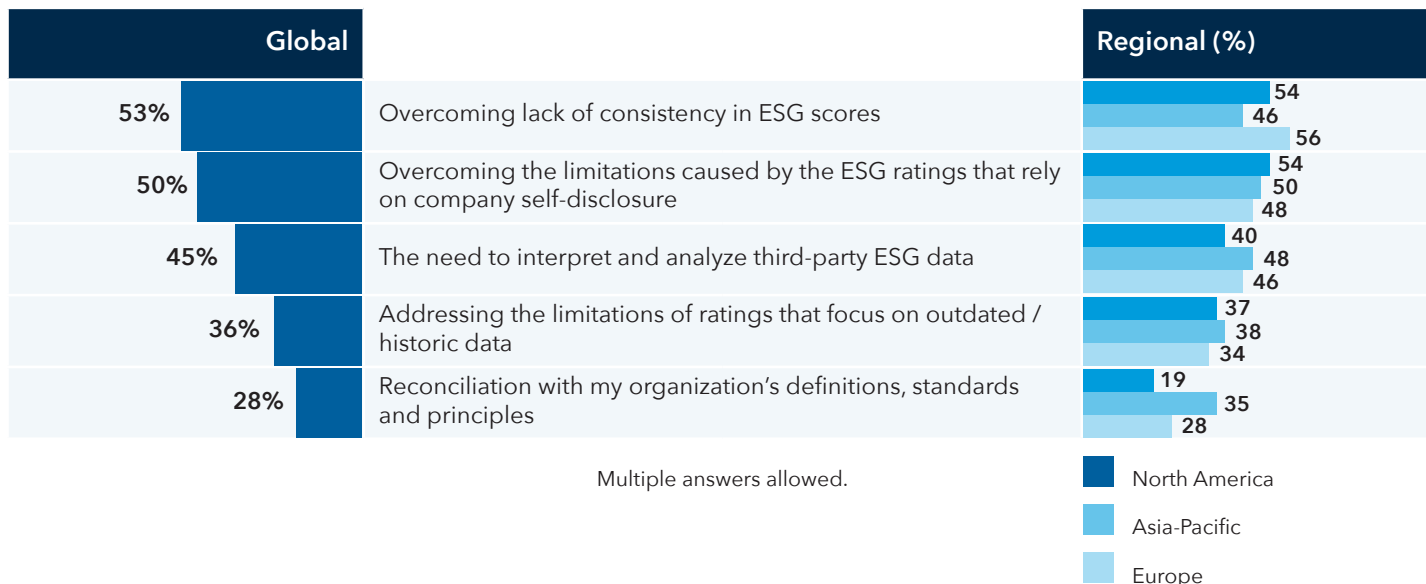 Global
Regional (%)
53%
Overcoming lack of consistency in ESG scores
54
46
56
50%
Overcoming the limitations caused by the ESG ratings that rely
on company self-disclosure
54
50
48
45%
The need to interpret and analyze third-party ESG data
40
48
46
36%
Addressing the limitations of ratings that focus on outdated /
historic data
37
38
34
28%
Reconciliation with my organization’s definitions, standards
and principles
19
35
28
Multiple answers allowed.
North America
Asia-Pacific
Europe